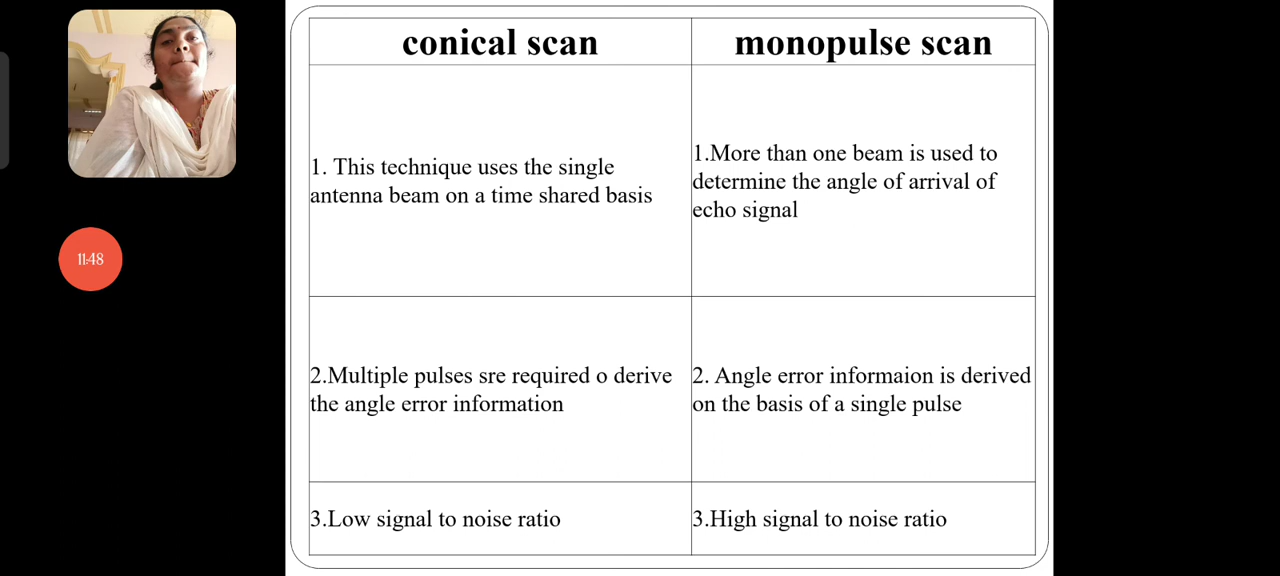 conical scan
monopulse scan
1. This technique uses the single
antenna beam on a time shared basis
1.More than one beam is used to
determine the angle of arrival of
echo signal
2.Multiple pulses sre required o derive
the angle error information
2. Angle error informaion is derived
on the basis of a single pulse
3.Low signal to noise ratio
3.High signal to noise ratio
11:48